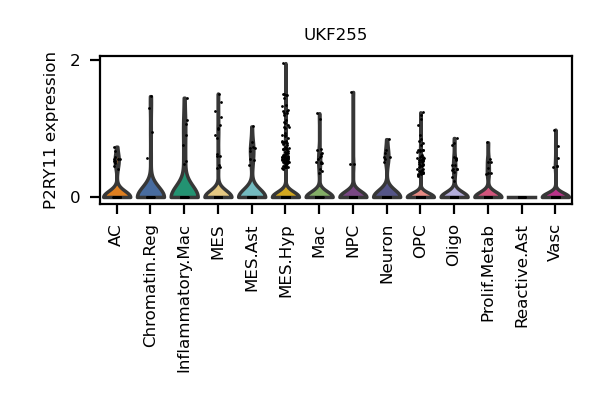 UKF255
P2RY11 expression
2
0
AC
Chromatin.Reg
Inflammatory.Mac
MES
MES.Ast
MES.Hyp
Mac
NPC
Neuron
OPC
Oligo
Prolif.Metab
Reactive.Ast
Vasc